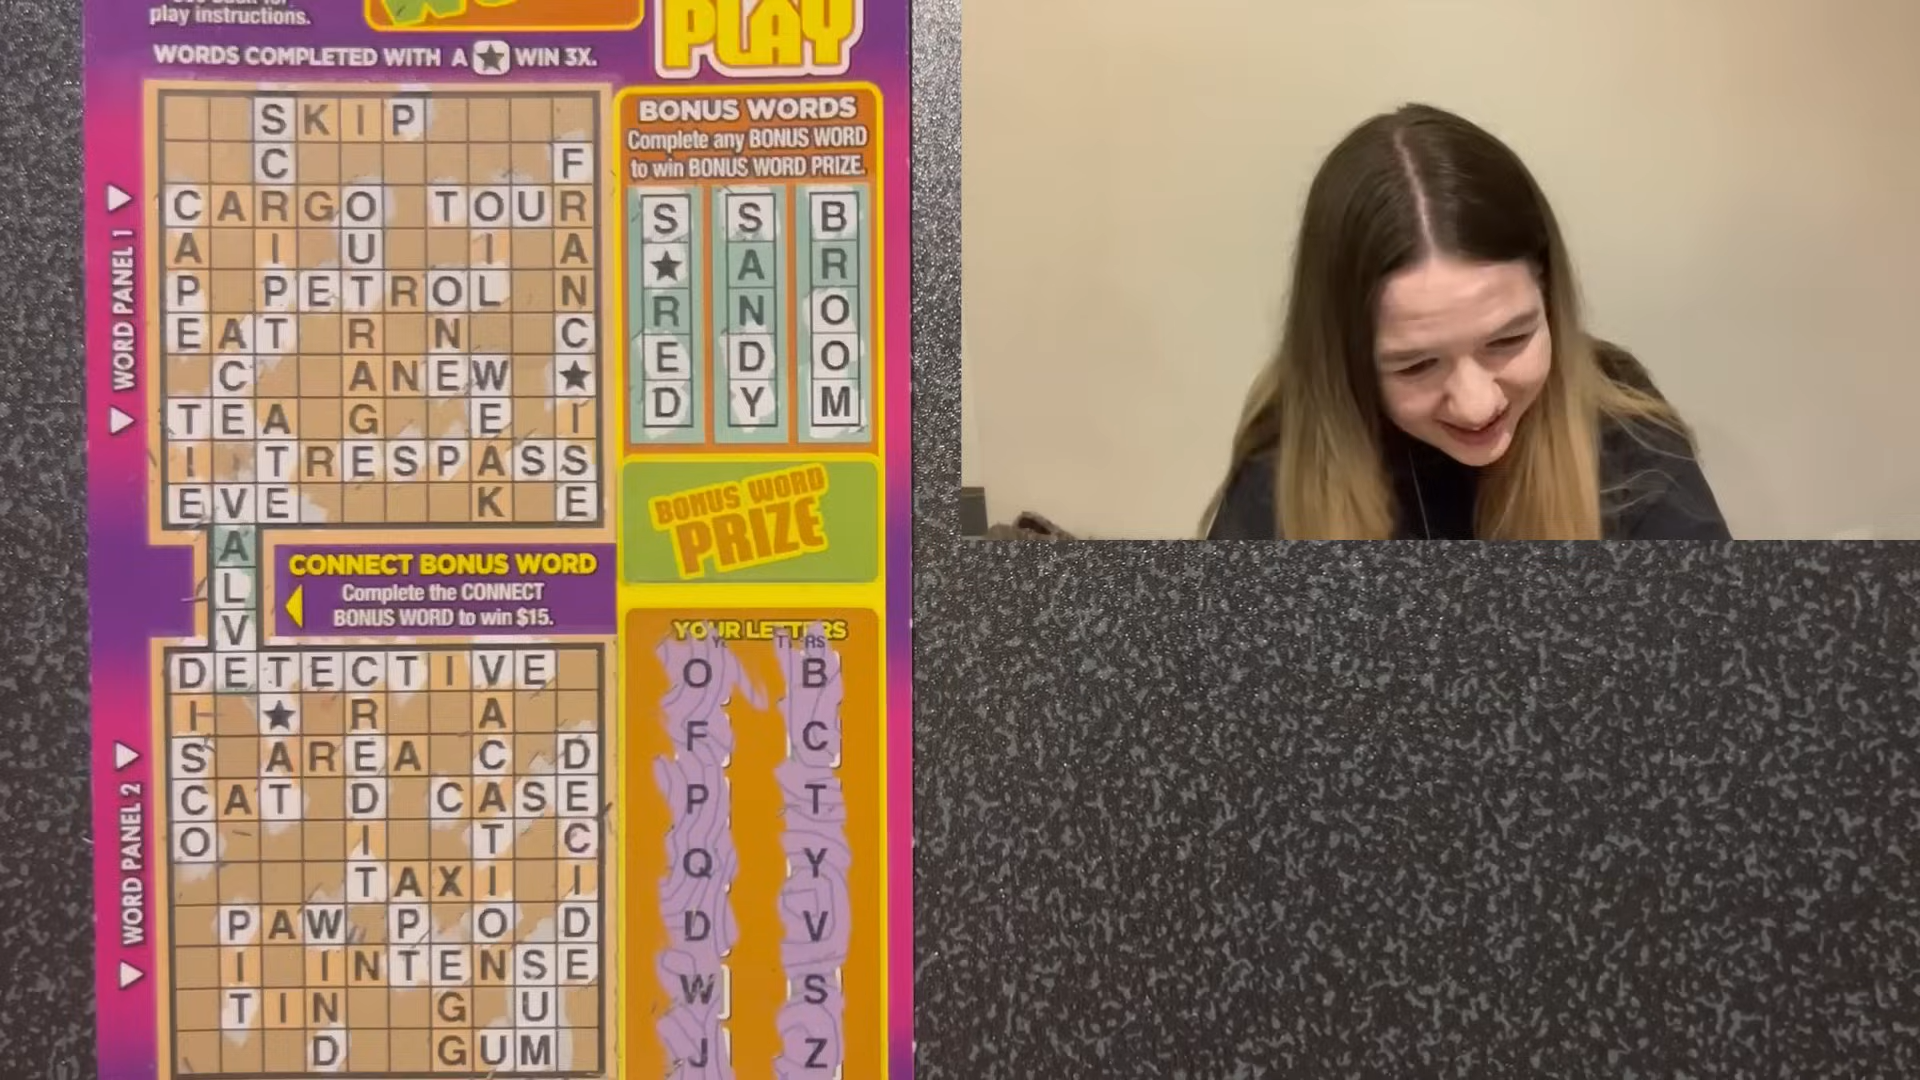 play instructions.
WORDS COMPLETED WITH A ★ WIN 3X.
PLAY
WORD PANEL 1
SKIP
C F
CARGO TOUR
A I U I A
P PETROL N
EAT R N C
C ANEW ★
TEA G E I
I I TRESPASS
EVE K E
A
L
V
BONUS WORDS
Complete any BONUS WORD
to win BONUS WORD PRIZE.
S★RED
SANDY
BROOM
BONUS WORD
PRIZE
CONNECT BONUS WORD
Complete the CONNECT
BONUS WORD to win $15.
WORD PANEL 2
DETECTIVE
I ★ R A
S AREA C D
CAT D CASE
O I T C
TAXI I
PAW P O D
I INTENSE
TIN G U
D GUM
YOUR LETTERS
O B
F C
P T
Q Y
D V
W S
J Z